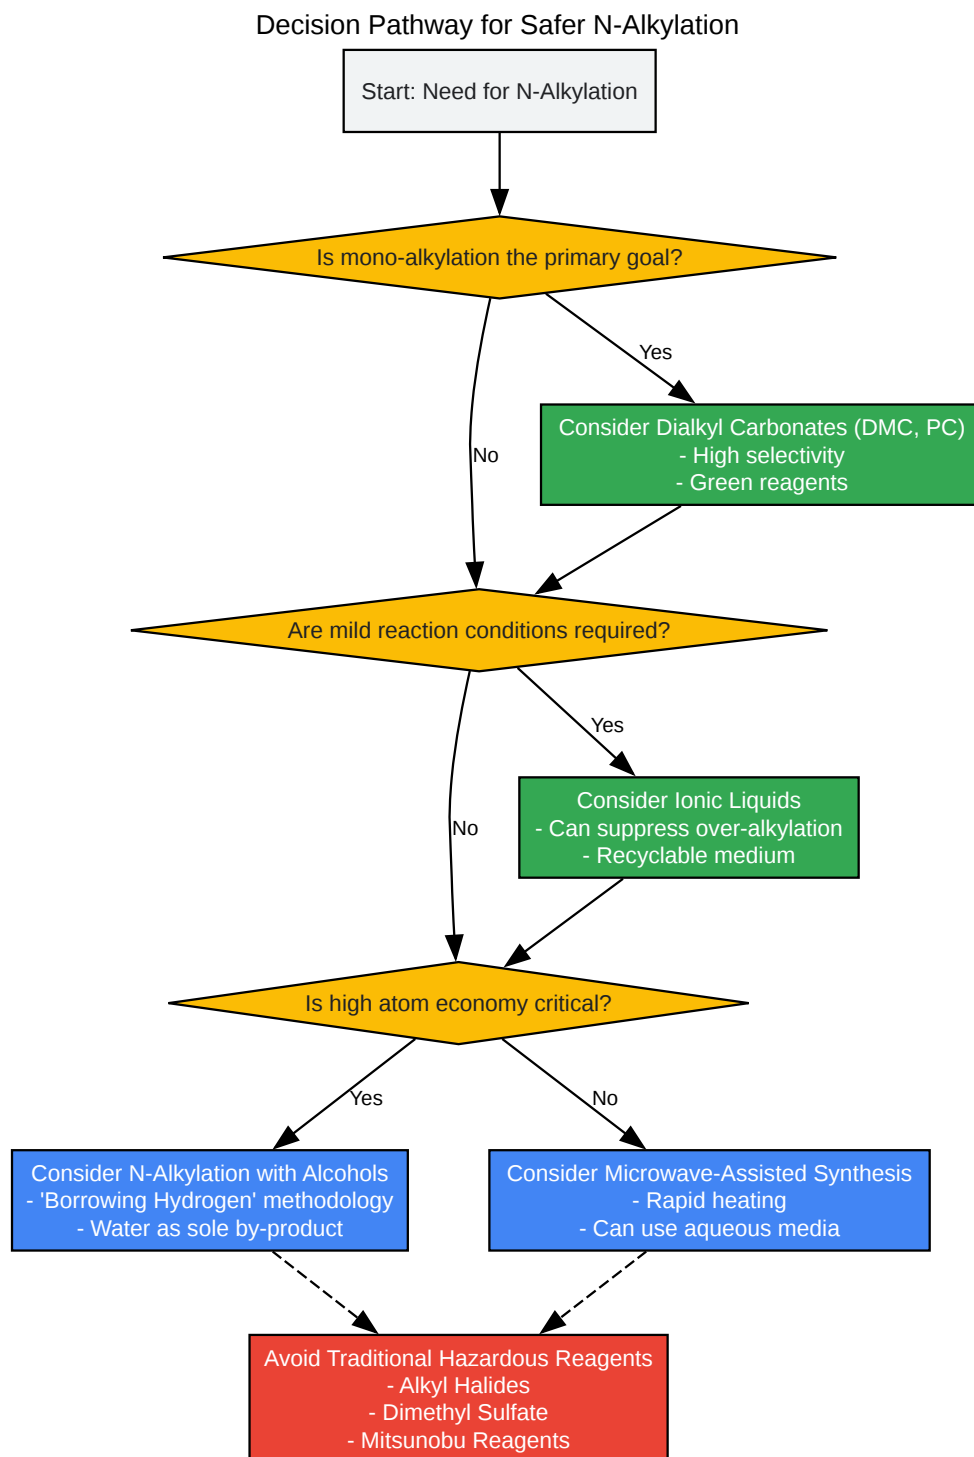 Decision Pathway for Safer N-Alkylation
Start: Need for N-Alkylation
Is mono-alkylation the primary goal?
Yes
Consider Dialkyl Carbonates (DMC, PC)
- High selectivity
- Green reagents
No
Are mild reaction conditions required?
Yes
Consider Ionic Liquids
- Can suppress over-alkylation
- Recyclable medium
No
Is high atom economy critical?
Yes
No
Consider N-Alkylation with Alcohols
- 'Borrowing Hydrogen' methodology
- Water as sole by-product
Consider Microwave-Assisted Synthesis
- Rapid heating
- Can use aqueous media
Avoid Traditional Hazardous Reagents
- Alkyl Halides
- Dimethyl Sulfate
- Mitsunobu Reagents